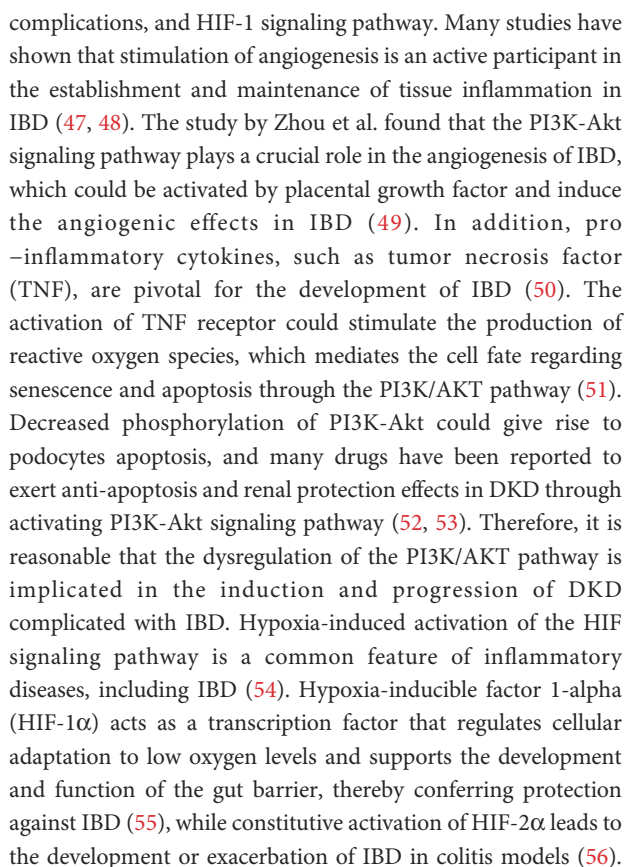 complications, and HIF-1 signaling pathway. Many studies have
shown that stimulation of angiogenesis is an active participant in
the establishment and maintenance of tissue inflammation in
IBD (47, 48). The study by Zhou et al. found that the PI3K-Akt
signaling pathway plays a crucial role in the angiogenesis of IBD,
which could be activated by placental growth factor and induce
the angiogenic effects in IBD (49). In addition, pro
−inflammatory cytokines, such as tumor necrosis factor
(TNF), are pivotal for the development of IBD (50). The
activation of TNF receptor could stimulate the production of
reactive oxygen species, which mediates the cell fate regarding
senescence and apoptosis through the PI3K/AKT pathway (51).
Decreased phosphorylation of PI3K-Akt could give rise to
podocytes apoptosis, and many drugs have been reported to
exert anti-apoptosis and renal protection effects in DKD through
activating PI3K-Akt signaling pathway (52, 53). Therefore, it is
reasonable that the dysregulation of the PI3K/AKT pathway is
implicated in the induction and progression of DKD
complicated with IBD. Hypoxia-induced activation of the HIF
signaling pathway is a common feature of inflammatory
diseases, including IBD (54). Hypoxia-inducible factor 1-alpha
(HIF-1α) acts as a transcription factor that regulates cellular
adaptation to low oxygen levels and supports the development
and function of the gut barrier, thereby conferring protection
against IBD (55), while constitutive activation of HIF-2α leads to
the development or exacerbation of IBD in colitis models (56).